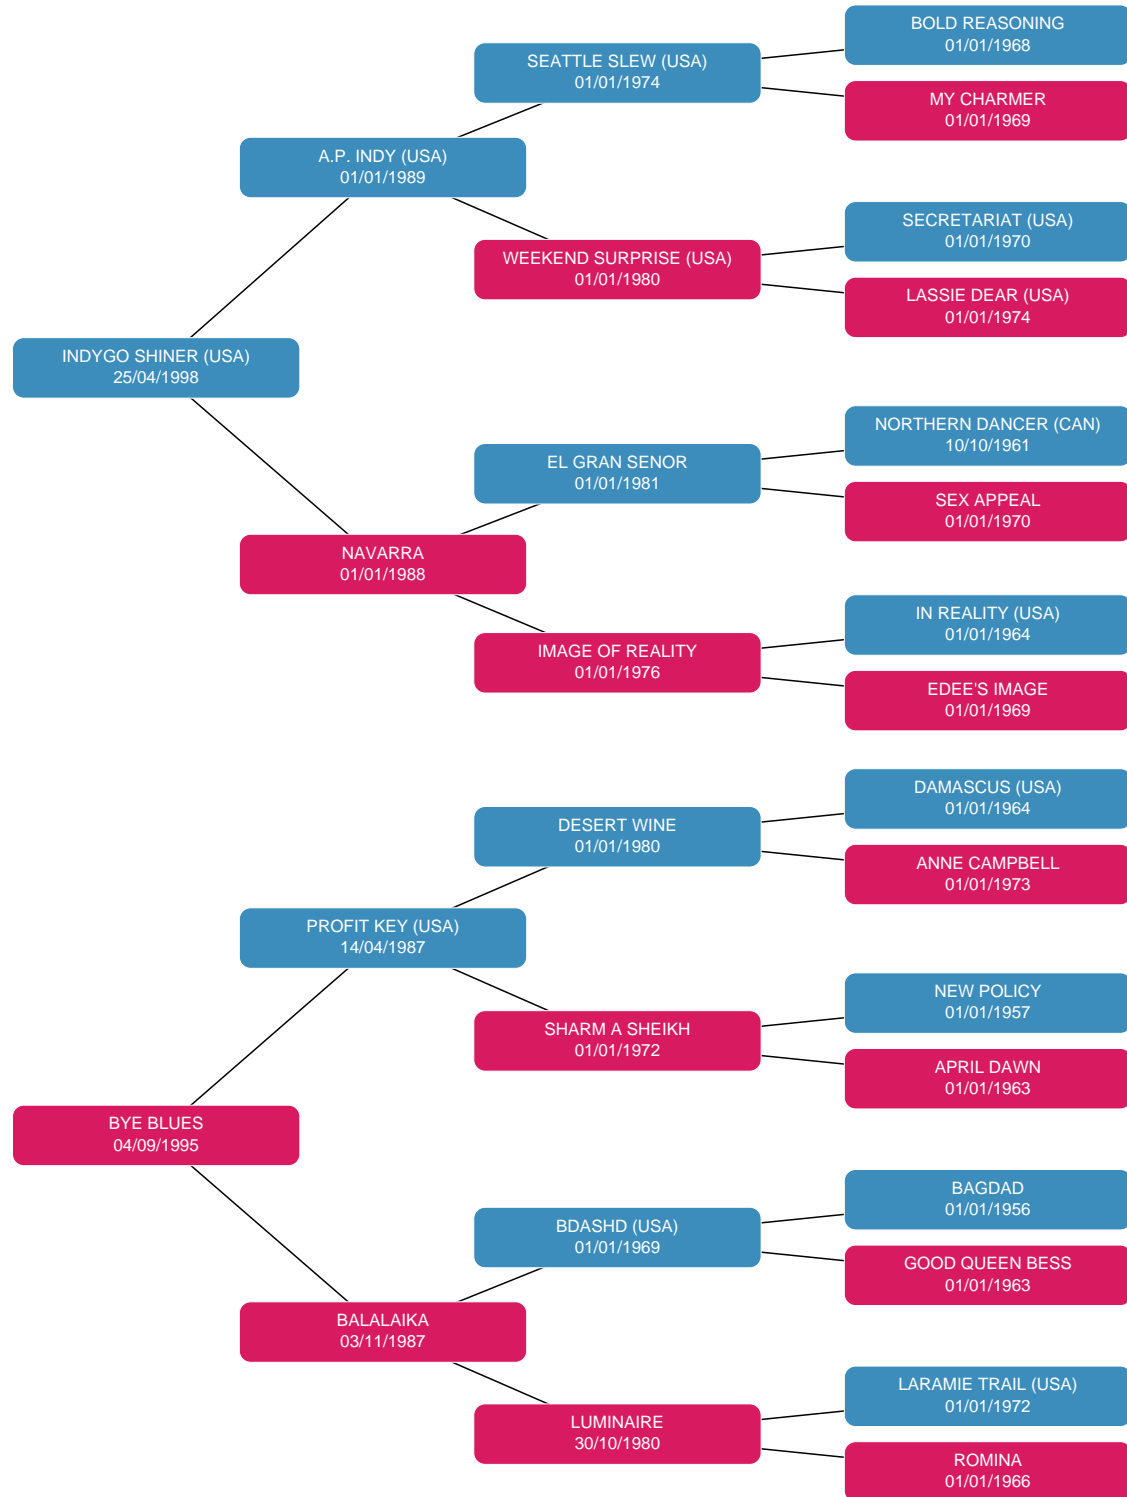 BOLD REASONING
01/01/1968
SEATTLE SLEW (USA)
01/01/1974
MY CHARMER
01/01/1969
A.P. INDY (USA)
01/01/1989
SECRETARIAT (USA)
01/01/1970
WEEKEND SURPRISE (USA)
01/01/1980
LASSIE DEAR (USA)
01/01/1974
INDYGO SHINER (USA)
25/04/1998
NORTHERN DANCER (CAN)
10/10/1961
EL GRAN SENOR
01/01/1981
SEX APPEAL
01/01/1970
NAVARRA
01/01/1988
IN REALITY (USA)
01/01/1964
IMAGE OF REALITY
01/01/1976
EDEE'S IMAGE
01/01/1969
DAMASCUS (USA)
01/01/1964
DESERT WINE
01/01/1980
ANNE CAMPBELL
01/01/1973
PROFIT KEY (USA)
14/04/1987
NEW POLICY
01/01/1957
SHARM A SHEIKH
01/01/1972
APRIL DAWN
01/01/1963
BYE BLUES
04/09/1995
BAGDAD
01/01/1956
BDASHD (USA)
01/01/1969
GOOD QUEEN BESS
01/01/1963
BALALAIKA
03/11/1987
LARAMIE TRAIL (USA)
01/01/1972
LUMINAIRE
30/10/1980
ROMINA
01/01/1966